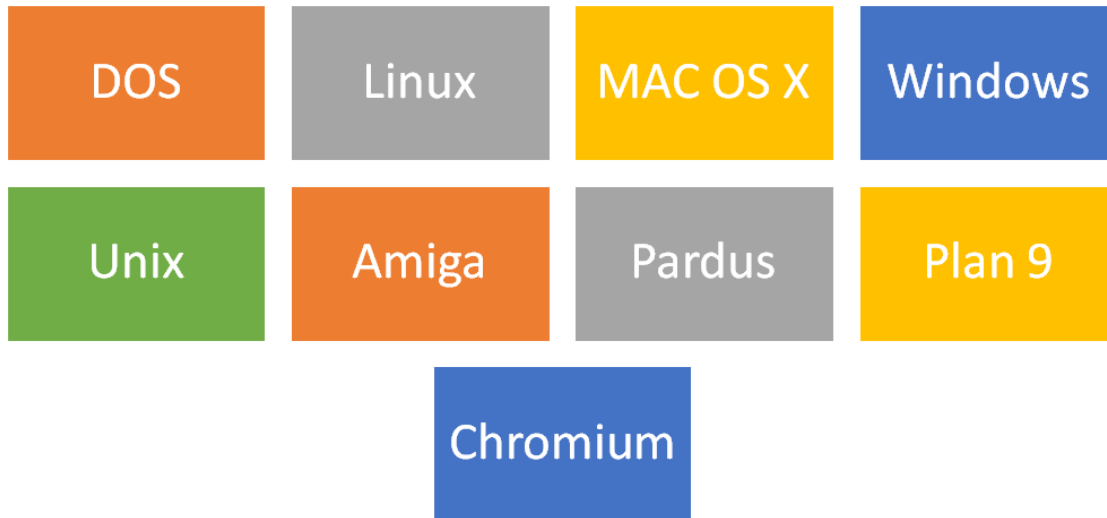 DOS
Linux
MAC OS X
Windows
Unix
Amiga
Pardus
Plan 9
Chromium